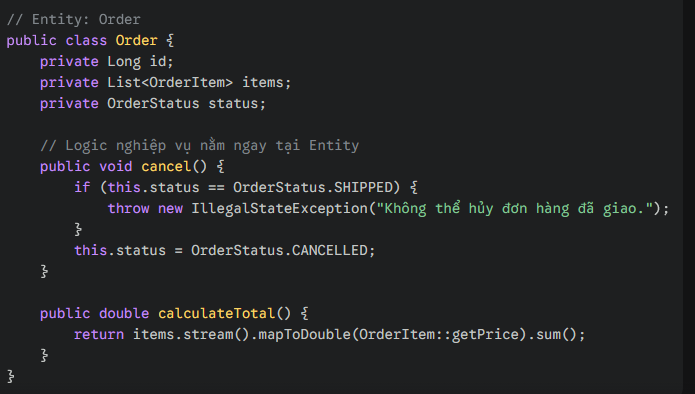 // Entity: Order
public class Order {
    private Long id;
    private List<OrderItem> items;
    private OrderStatus status;

    // Logic nghiệp vụ nằm ngay tại Entity
    public void cancel() {
        if (this.status == OrderStatus.SHIPPED) {
            throw new IllegalStateException("Không thể hủy đơn hàng đã giao.");
        }
        this.status = OrderStatus.CANCELLED;
    }

    public double calculateTotal() {
        return items.stream().mapToDouble(OrderItem::getPrice).sum();
    }
}